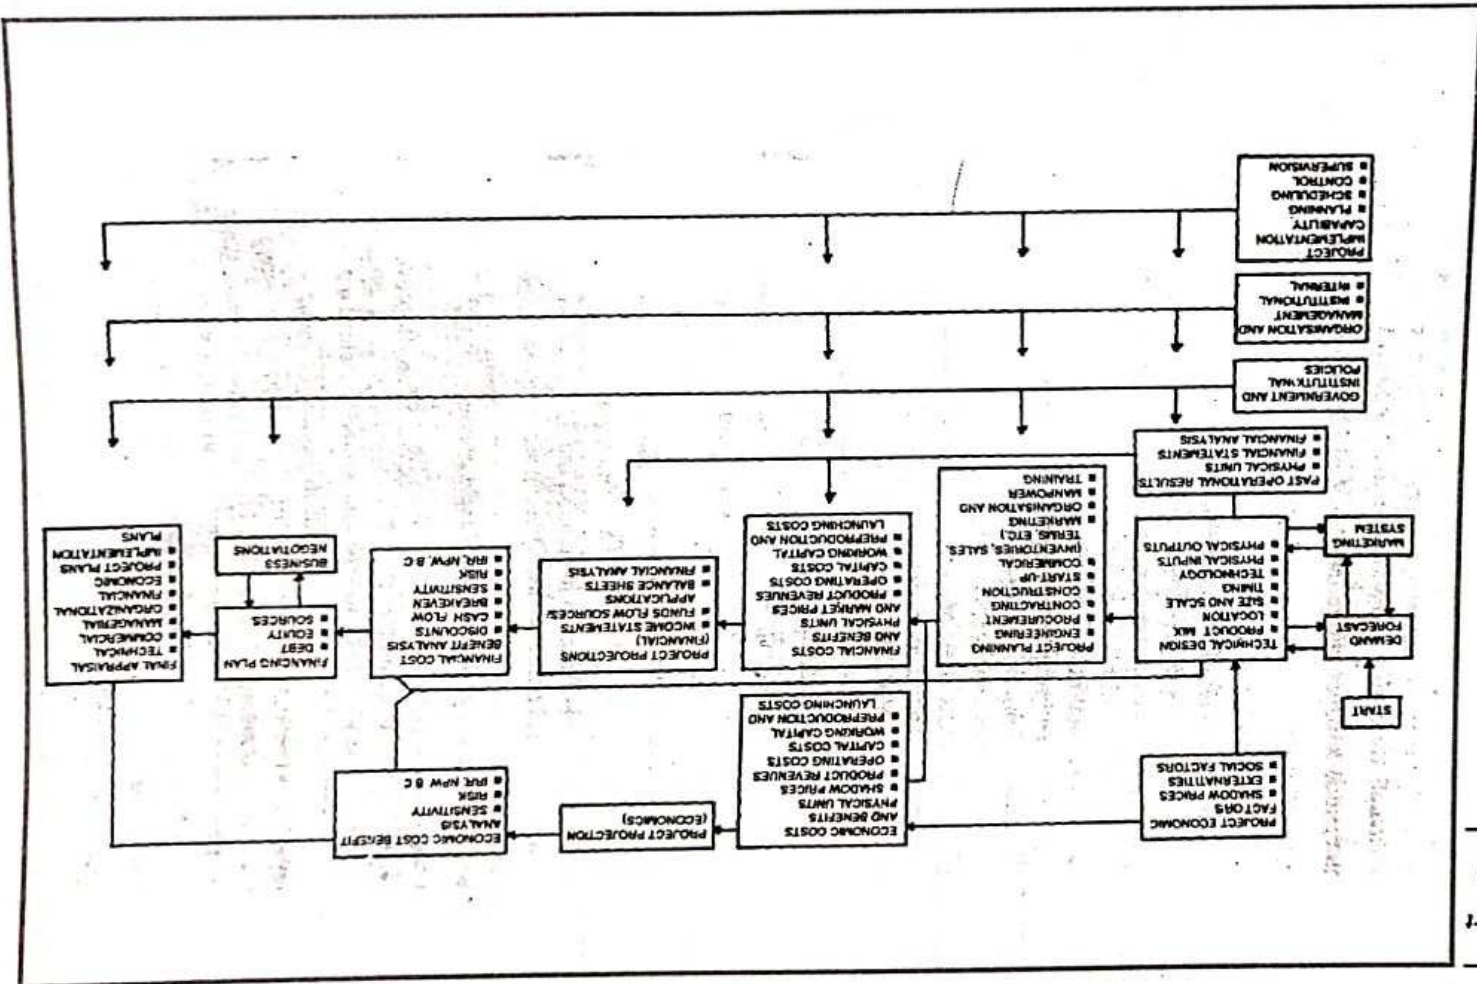 START
DEMAND
FORECAST
MARKETING
SYSTEM
PROJECT ECONOMIC
FACTORS
■ SHADOW PRICES
■ EXTERNALITIES
■ SOCIAL FACTORS
TECHNICAL DESIGN
■ PRODUCT MIX
■ LOCATION
■ SIZE AND SCALE
■ TIMING
■ TECHNOLOGY
■ PHYSICAL INPUTS
■ PHYSICAL OUTPUTS
PAST OPERATIONAL RESULTS
■ PHYSICAL UNITS
■ FINANCIAL STATEMENTS
■ FINANCIAL ANALYSIS
PROJECT PLANNING
■ ENGINEERING
■ PROCUREMENT
■ CONTRACTING
■ CONSTRUCTION
■ START-UP
■ COMMERICAL
(INVENTORIES, SALES,
TERMS, ETC.)
■ MARKETING
■ ORGANISATION AND
■ MANPOWER
■ TRAINING
ECONOMIC COSTS
AND BENEFITS
PHYSICAL UNITS
■ SHADOW PRICES
■ PRODUCT REVENUES
■ OPERATING COSTS
■ CAPITAL COSTS
■ WORKING CAPITAL
■ PREPRODUCTION AND
LAUNCHING COSTS
FINANCIAL COSTS
AND BENEFITS
PHYSICAL UNITS
AND MARKET PRICES
■ PRODUCT REVENUES
■ OPERATING COSTS
■ CAPITAL COSTS
■ WORKING CAPITAL
■ PREPRODUCTION AND
LAUNCHING COSTS
PROJECT PROJECTION
(ECONOMICS)
PROJECT PROJECTIONS
(FINANCIAL)
■ INCOME STATEMENTS
■ FUNDS FLOW SOURCES/
APPLICATIONS
■ BALANCE SHEETS
■ FINANCIAL ANALYSIS
ECONOMIC COST BENEFIT
ANALYSIS
■ SENSITIVITY
■ RISK
■ IRR, NPW B C
FINANCIAL COST
BENEFIT ANALYSIS
■ DISCOUNTS
■ CASH FLOW
■ BREAKEVEN
■ SENSITIVITY
■ RISK
■ IRR, NPW, B C
FINANCING PLAN
■ DEBT
■ EQUITY
■ SOURCES
BUSINESS
NEGOTIATIONS
FINAL APPRAISAL
■ TECHNICAL
■ COMMERCIAL
■ MANAGERIAL
■ ORGANIZATIONAL
■ FINANCIAL
■ ECONOMIC
■ PROJECT PLANS
■ IMPLEMENTATION
PLANS
GOVERNMENT AND
INSTITUTIONAL
POLICIES
ORGANISATION AND
MANAGEMENT
■ INSTITUTIONAL
■ INTERNAL
PROJECT
IMPLEMENTATION
CAPABILITY
■ PLANNING
■ SCHEDULING
■ CONTROL
■ SUPERVISION